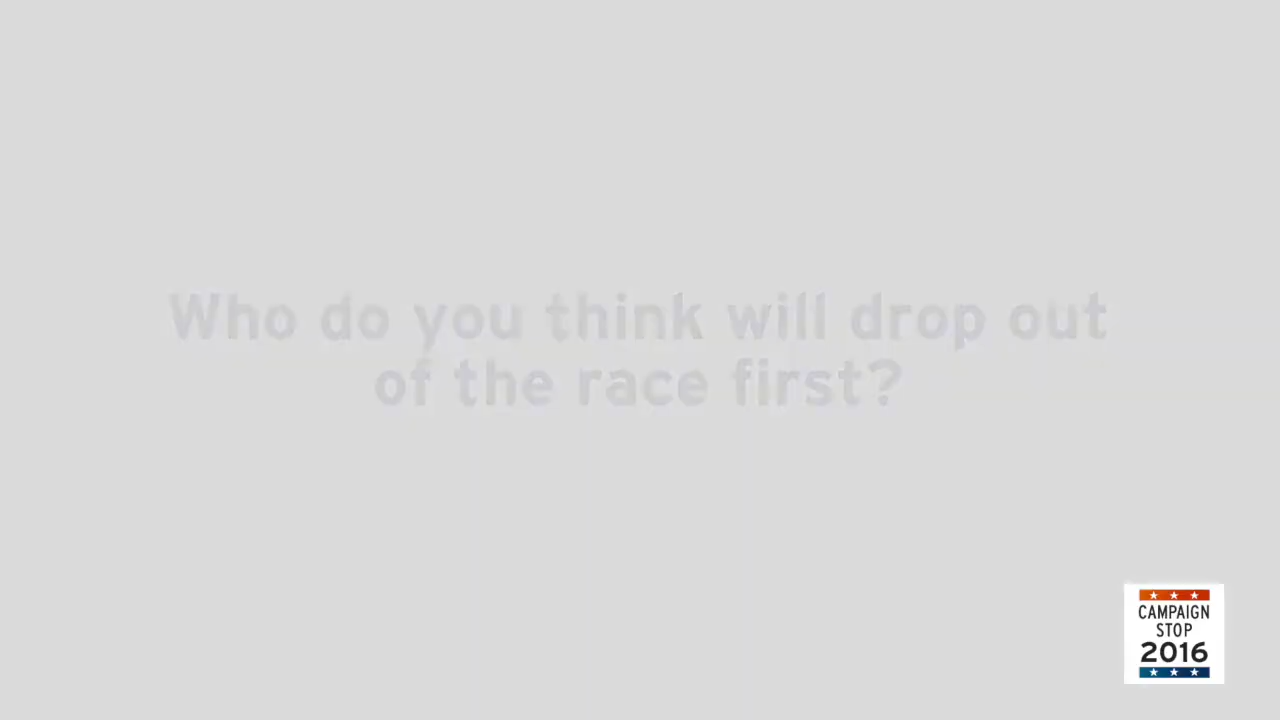 Who do you think will drop out
of the race first?
CAMPAIGN
STOP
2016